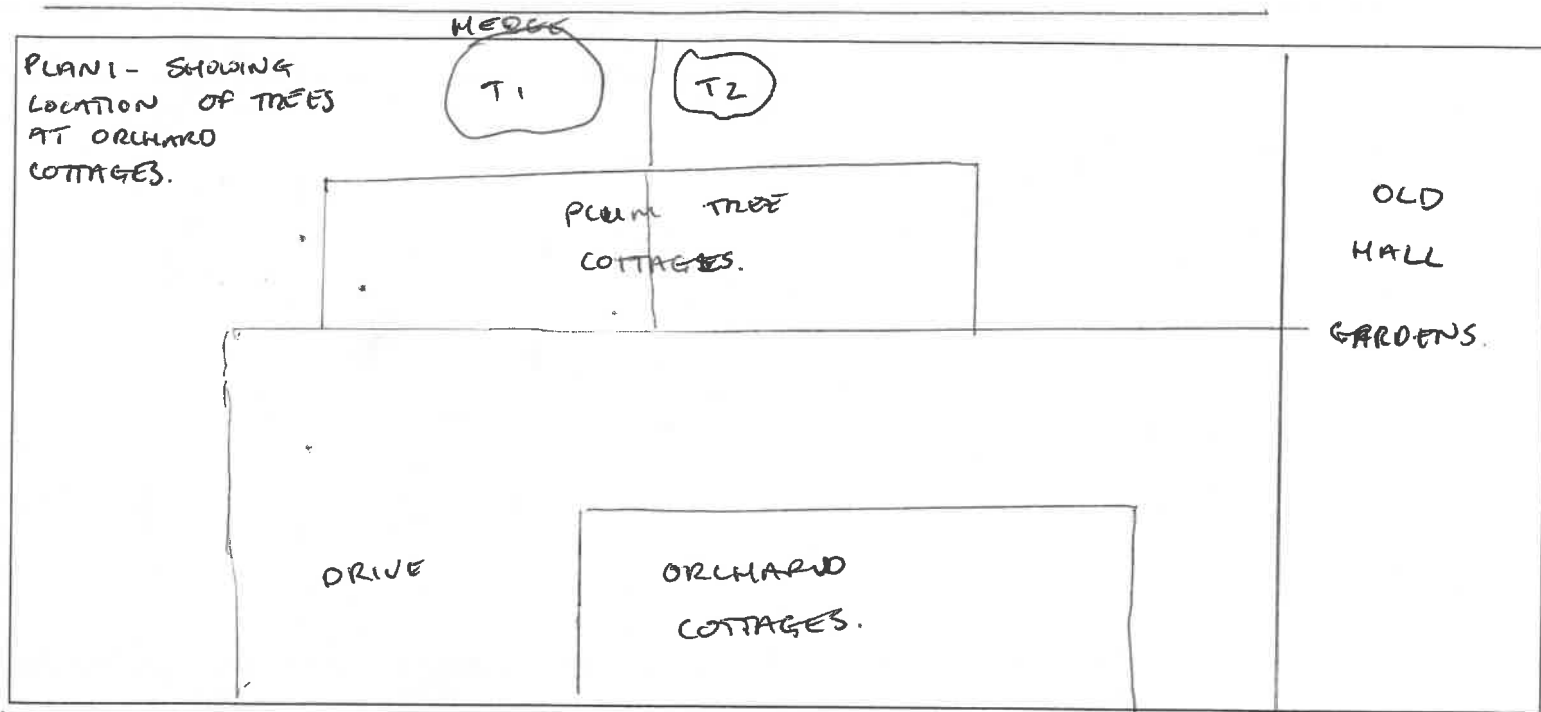 MERGE
PLAN 1 - SHOWING
LOCATION OF TREES
AT ORCHARD
COTTAGES.
T1
T2
PLUM TREE
COTTAGES.
OLD
HALL
GARDENS.
DRIVE
ORCHARD
COTTAGES.